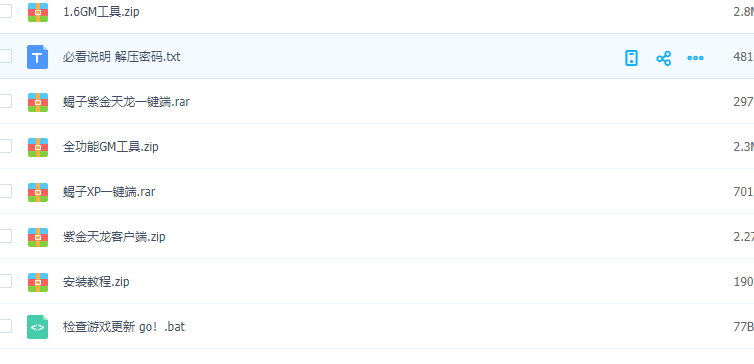 1.6GM工具.zip 2.8M
必看说明 解压密码.txt 481
蝎子紫金天龙一键端.rar 297
全功能GM工具.zip 2.3M
蝎子XP一键端.rar 701
紫金天龙客户端.zip 2.27
安装教程.zip 190
检查游戏更新 go！.bat 77B